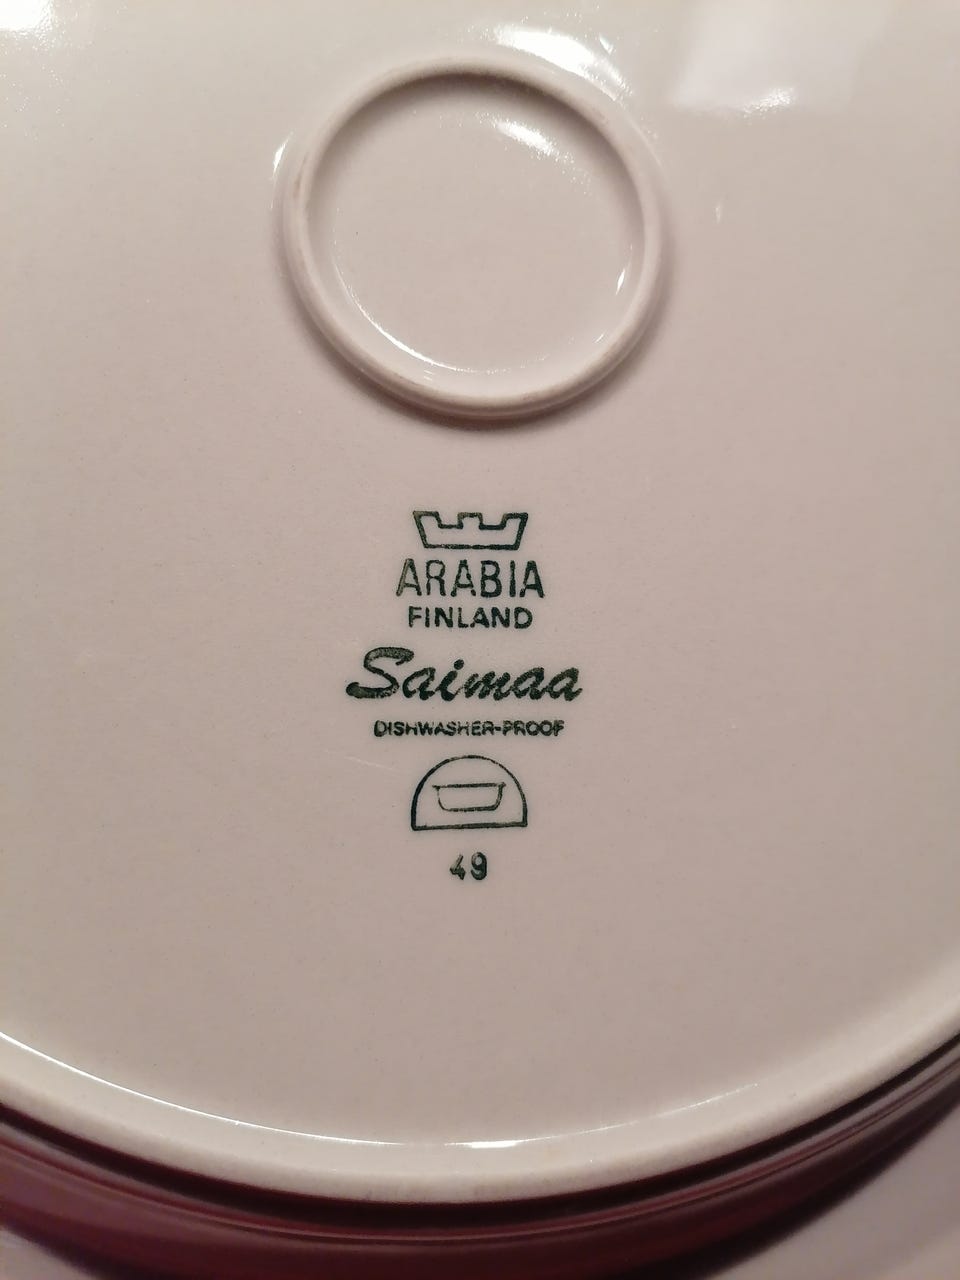 ARABIA
FINLAND
Saimaa
DISHWASHER-PROOF
49